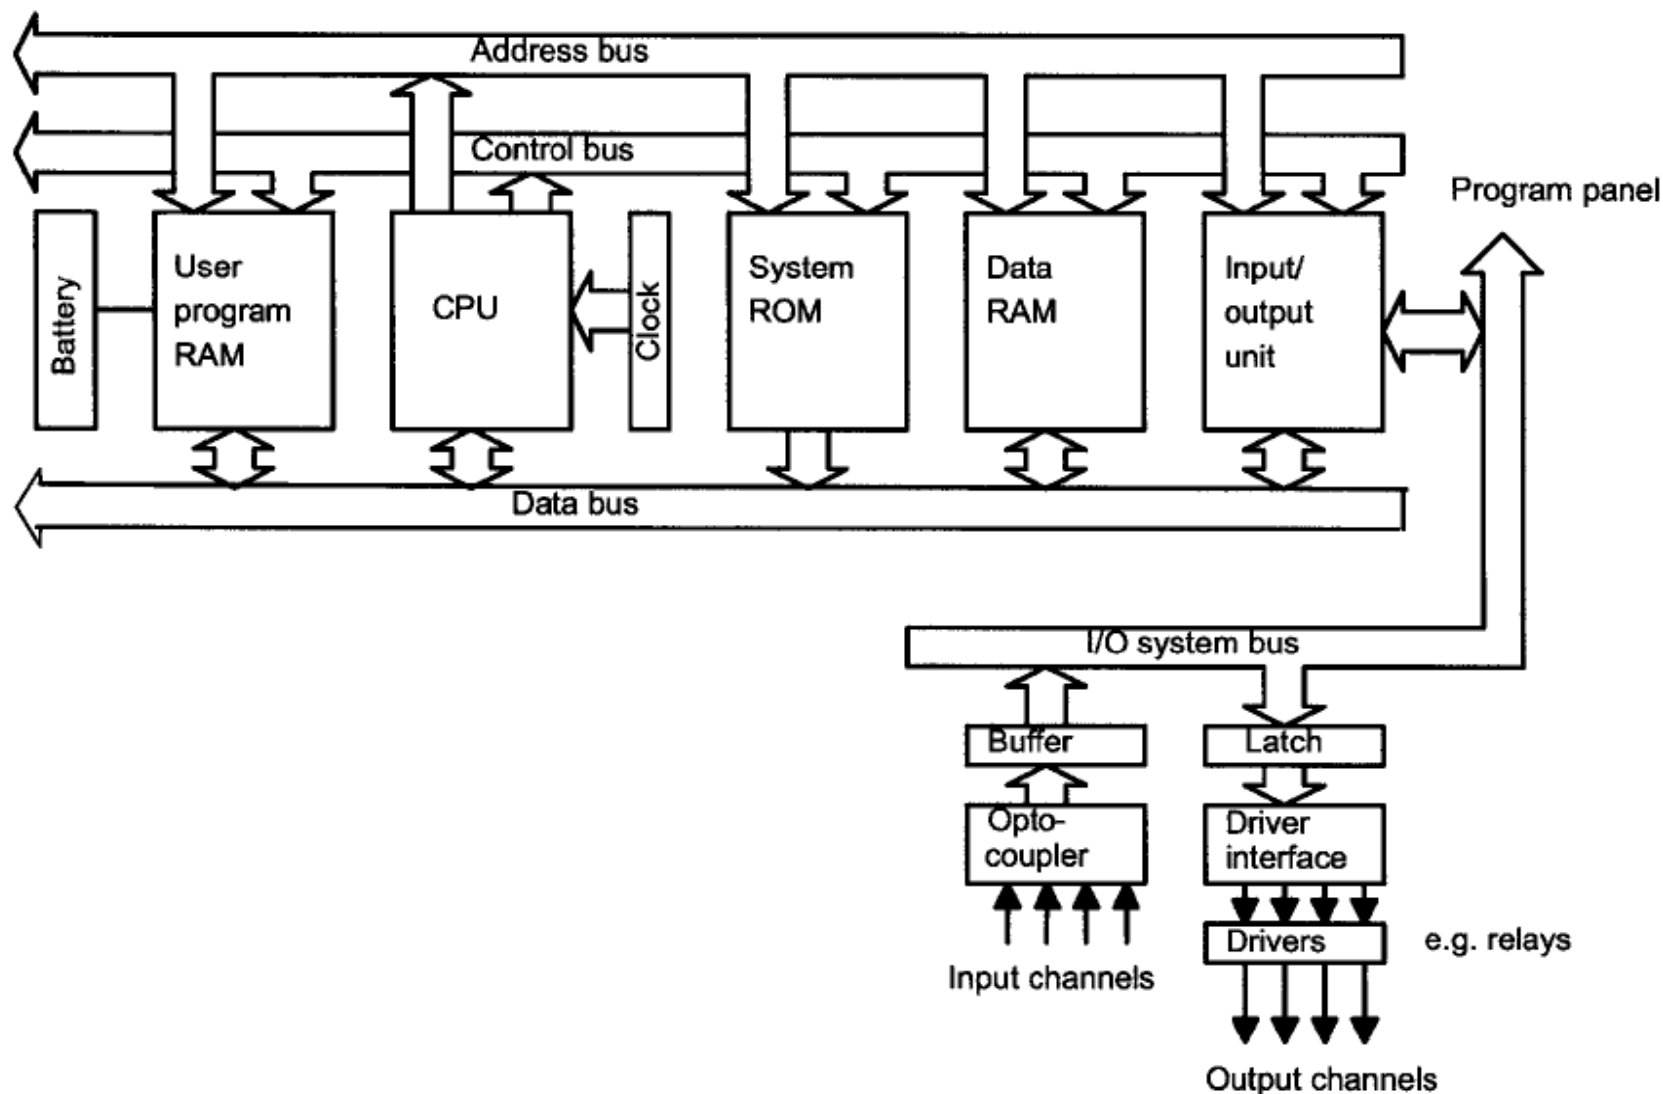 Address bus
Control bus
Program panel
Battery
User
program
RAM
CPU
Clock
System
ROM
Data
RAM
Input/
output
unit
Data bus
I/O system bus
Buffer
Latch
Opto-
coupler
Driver
interface
Drivers
e.g. relays
Input channels
Output channels